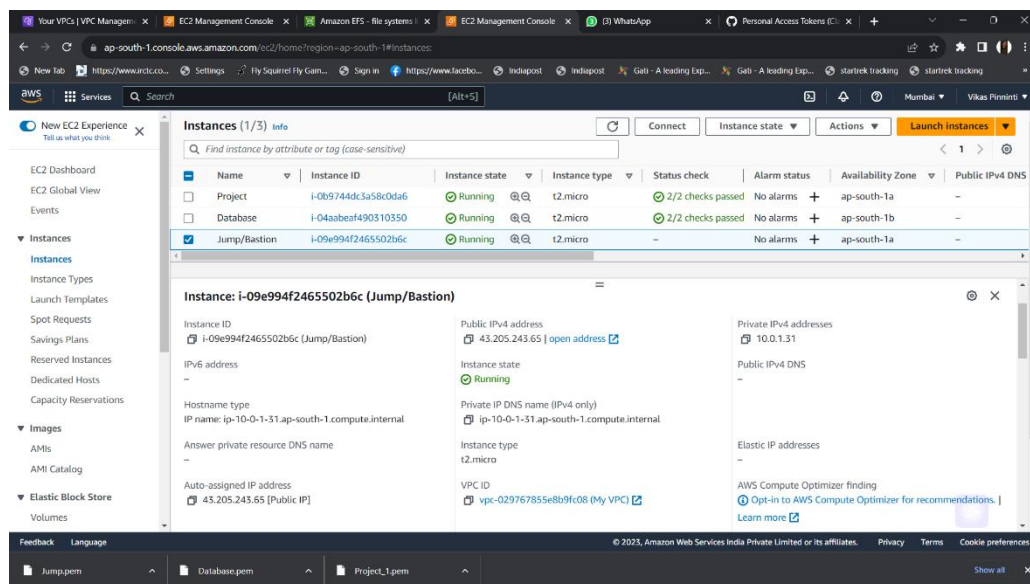 Your VPCs | VPC Managem
EC2 Management Console
Amazon EFS - file systems |
EC2 Management Console
(3) WhatsApp
Personal Access Tokens (Cl
ap-south-1.console.aws.amazon.com/ec2/home?region=ap-south-1#Instances:
New Tab https://www.irctc.co... Settings Fly Squirrel Fly Gam... Sign in https://www.facebo... Indiapost Indiapost Gati - A leading Exp... Gati - A leading Exp... startrek tracking startrek tracking »
aws Services Search [Alt+S] Mumbai ▼ Vikas Pinninti ▼
New EC2 Experience
Tell us what you think
EC2 Dashboard
EC2 Global View
Events
▼ Instances
Instances
Instance Types
Launch Templates
Spot Requests
Savings Plans
Reserved Instances
Dedicated Hosts
Capacity Reservations
▼ Images
AMIs
AMI Catalog
▼ Elastic Block Store
Volumes
Instances (1/3) Info
Connect Instance state ▼ Actions ▼ Launch instances ▼
Find instance by attribute or tag (case-sensitive)
< 1 >
Name Instance ID Instance state Instance type Status check Alarm status Availability Zone Public IPv4 DNS
Project i-0b9744dc3a58c0da6 Running t2.micro 2/2 checks passed No alarms + ap-south-1a –
Database i-04aabeaf490310350 Running t2.micro 2/2 checks passed No alarms + ap-south-1b –
Jump/Bastion i-09e994f2465502b6c Running t2.micro – No alarms + ap-south-1a –
Instance: i-09e994f2465502b6c (Jump/Bastion)
Instance ID
i-09e994f2465502b6c (Jump/Bastion)
Public IPv4 address
43.205.243.65 | open address
Private IPv4 addresses
10.0.1.31
IPv6 address
–
Instance state
Running
Public IPv4 DNS
–
Hostname type
IP name: ip-10-0-1-31.ap-south-1.compute.internal
Private IP DNS name (IPv4 only)
ip-10-0-1-31.ap-south-1.compute.internal
Answer private resource DNS name
–
Instance type
t2.micro
Elastic IP addresses
–
Auto-assigned IP address
43.205.243.65 [Public IP]
VPC ID
vpc-029767855e8b9fc08 (My VPC)
AWS Compute Optimizer finding
Opt-in to AWS Compute Optimizer for recommendations. |
Learn more
Feedback Language © 2023, Amazon Web Services India Private Limited or its affiliates. Privacy Terms Cookie preferences
Jump.pem Database.pem Project_1.pem Show all